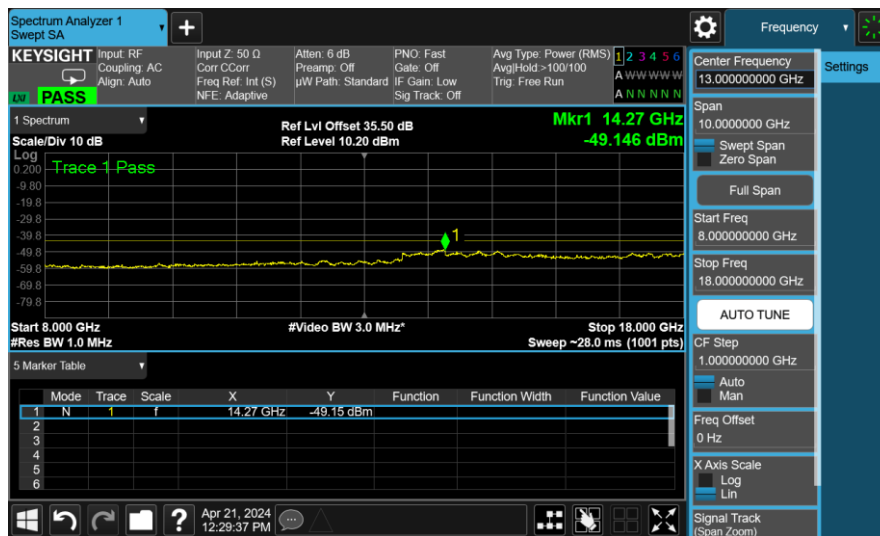 Spectrum Analyzer 1
Swept SA
+
Frequency
KEYSIGHT
Input: RF
Coupling: AC
Align: Auto
Input Z: 50 Ω
Corr CCorr
Freq Ref: Int (S)
NFE: Adaptive
Atten: 6 dB
Preamp: Off
µW Path: Standard
PNO: Fast
Gate: Off
IF Gain: Low
Sig Track: Off
Avg Type: Power (RMS)
Avg|Hold:>100/100
Trig: Free Run
1 2 3 4 5 6
A W W W W W
A N N N N N
LXI PASS
1 Spectrum
Scale/Div 10 dB
Ref Lvl Offset 35.50 dB
Ref Level 10.20 dBm
Mkr1 14.27 GHz
-49.146 dBm
Log
Trace 1 Pass
0.200
-9.80
-19.8
-29.8
-39.8
-49.8
-59.8
-69.8
-79.8
1
Start 8.000 GHz
#Video BW 3.0 MHz*
Stop 18.000 GHz
#Res BW 1.0 MHz
Sweep ~28.0 ms (1001 pts)
5 Marker Table
Mode Trace Scale X Y Function Function Width Function Value
1 N 1 f 14.27 GHz -49.15 dBm
2
3
4
5
6
?
Apr 21, 2024
12:29:37 PM
Center Frequency
13.000000000 GHz
Settings
Span
10.0000000 GHz
Swept Span
Zero Span
Full Span
Start Freq
8.000000000 GHz
Stop Freq
18.000000000 GHz
AUTO TUNE
CF Step
1.000000000 GHz
Auto
Man
Freq Offset
0 Hz
X Axis Scale
Log
Lin
Signal Track
(Span Zoom)